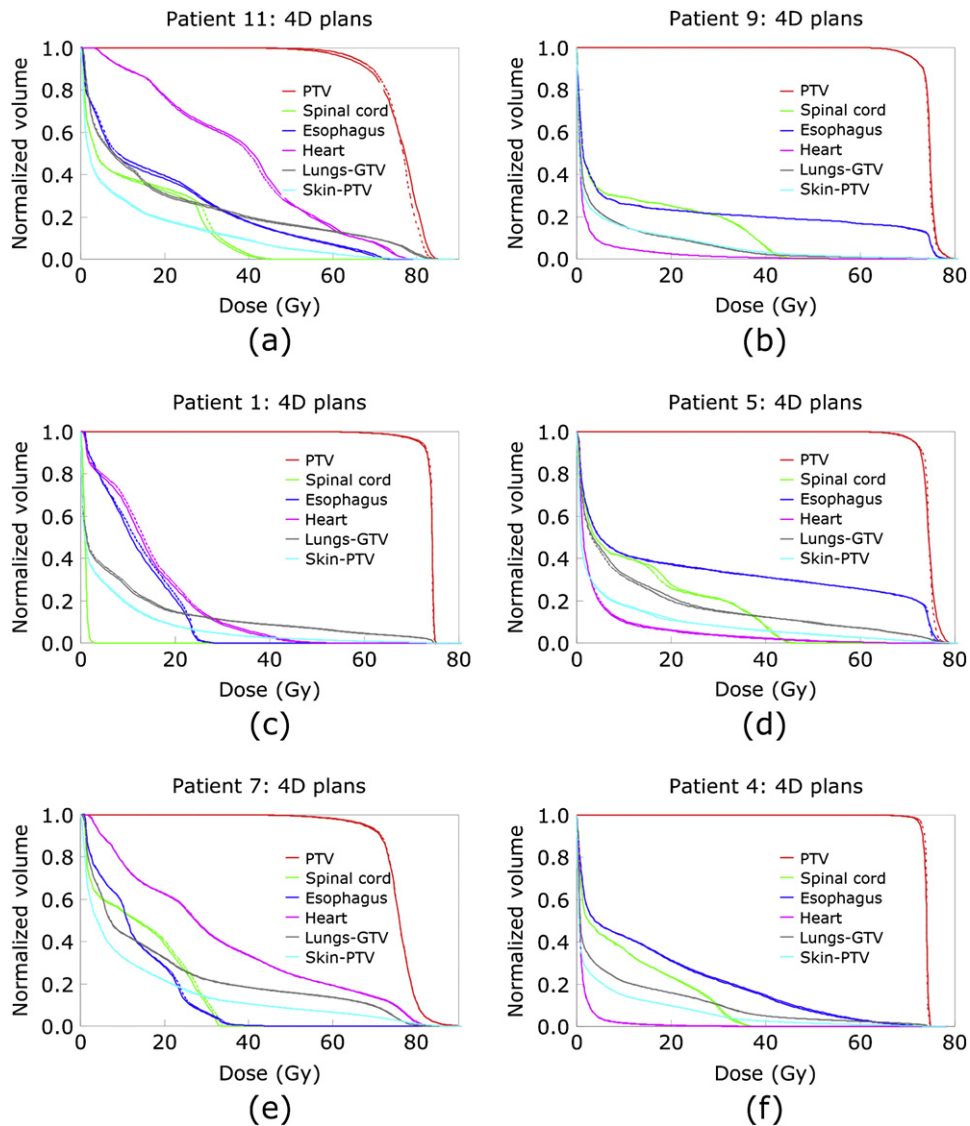 Patient 11: 4D plans
Normalized volume
1.0
0.8
0.6
0.4
0.2
0.0
PTV
Spinal cord
Esophagus
Heart
Lungs-GTV
Skin-PTV
0 20 40 60 80
Dose (Gy)
(a)
Patient 9: 4D plans
Normalized volume
1.0
0.8
0.6
0.4
0.2
0.0
PTV
Spinal cord
Esophagus
Heart
Lungs-GTV
Skin-PTV
0 20 40 60 80
Dose (Gy)
(b)
Patient 1: 4D plans
Normalized volume
1.0
0.8
0.6
0.4
0.2
0.0
PTV
Spinal cord
Esophagus
Heart
Lungs-GTV
Skin-PTV
0 20 40 60 80
Dose (Gy)
(c)
Patient 5: 4D plans
Normalized volume
1.0
0.8
0.6
0.4
0.2
0.0
PTV
Spinal cord
Esophagus
Heart
Lungs-GTV
Skin-PTV
0 20 40 60 80
Dose (Gy)
(d)
Patient 7: 4D plans
Normalized volume
1.0
0.8
0.6
0.4
0.2
0.0
PTV
Spinal cord
Esophagus
Heart
Lungs-GTV
Skin-PTV
0 20 40 60 80
Dose (Gy)
(e)
Patient 4: 4D plans
Normalized volume
1.0
0.8
0.6
0.4
0.2
0.0
PTV
Spinal cord
Esophagus
Heart
Lungs-GTV
Skin-PTV
0 20 40 60 80
Dose (Gy)
(f)